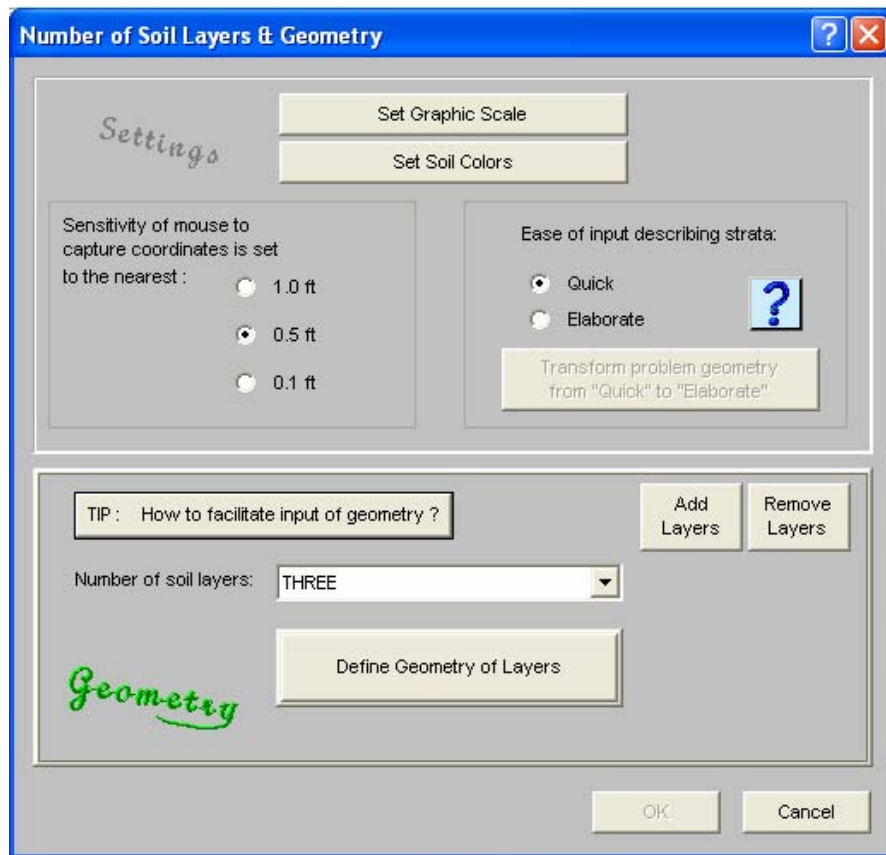 Number of Soil Layers & Geometry
?
Settings
Set Graphic Scale
Set Soil Colors
Sensitivity of mouse to
capture coordinates is set
to the nearest :
1.0 ft
0.5 ft
0.1 ft
Ease of input describing strata:
Quick
Elaborate
?
Transform problem geometry
from "Quick" to "Elaborate"
TIP : How to facilitate input of geometry ?
Add
Layers
Remove
Layers
Number of soil layers:
THREE
Define Geometry of Layers
Geometry
OK
Cancel